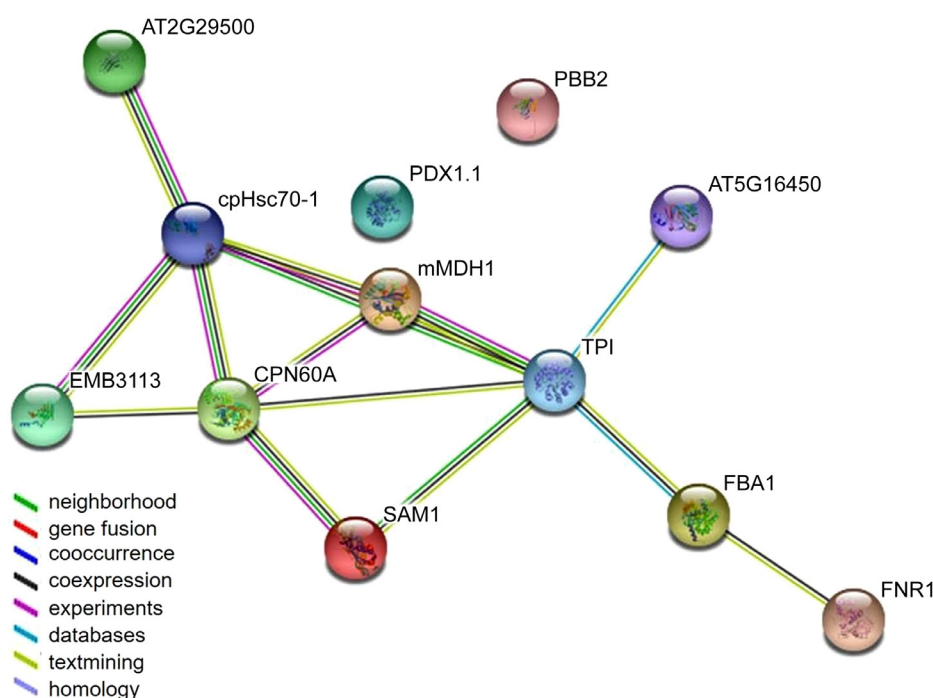 AT2G29500
PBB2
PDX1.1
AT5G16450
cpHsc70-1
mMDH1
TPI
EMB3113
CPN60A
FBA1
SAM1
FNR1
neighborhood
gene fusion
cooccurrence
coexpression
experiments
databases
textmining
homology